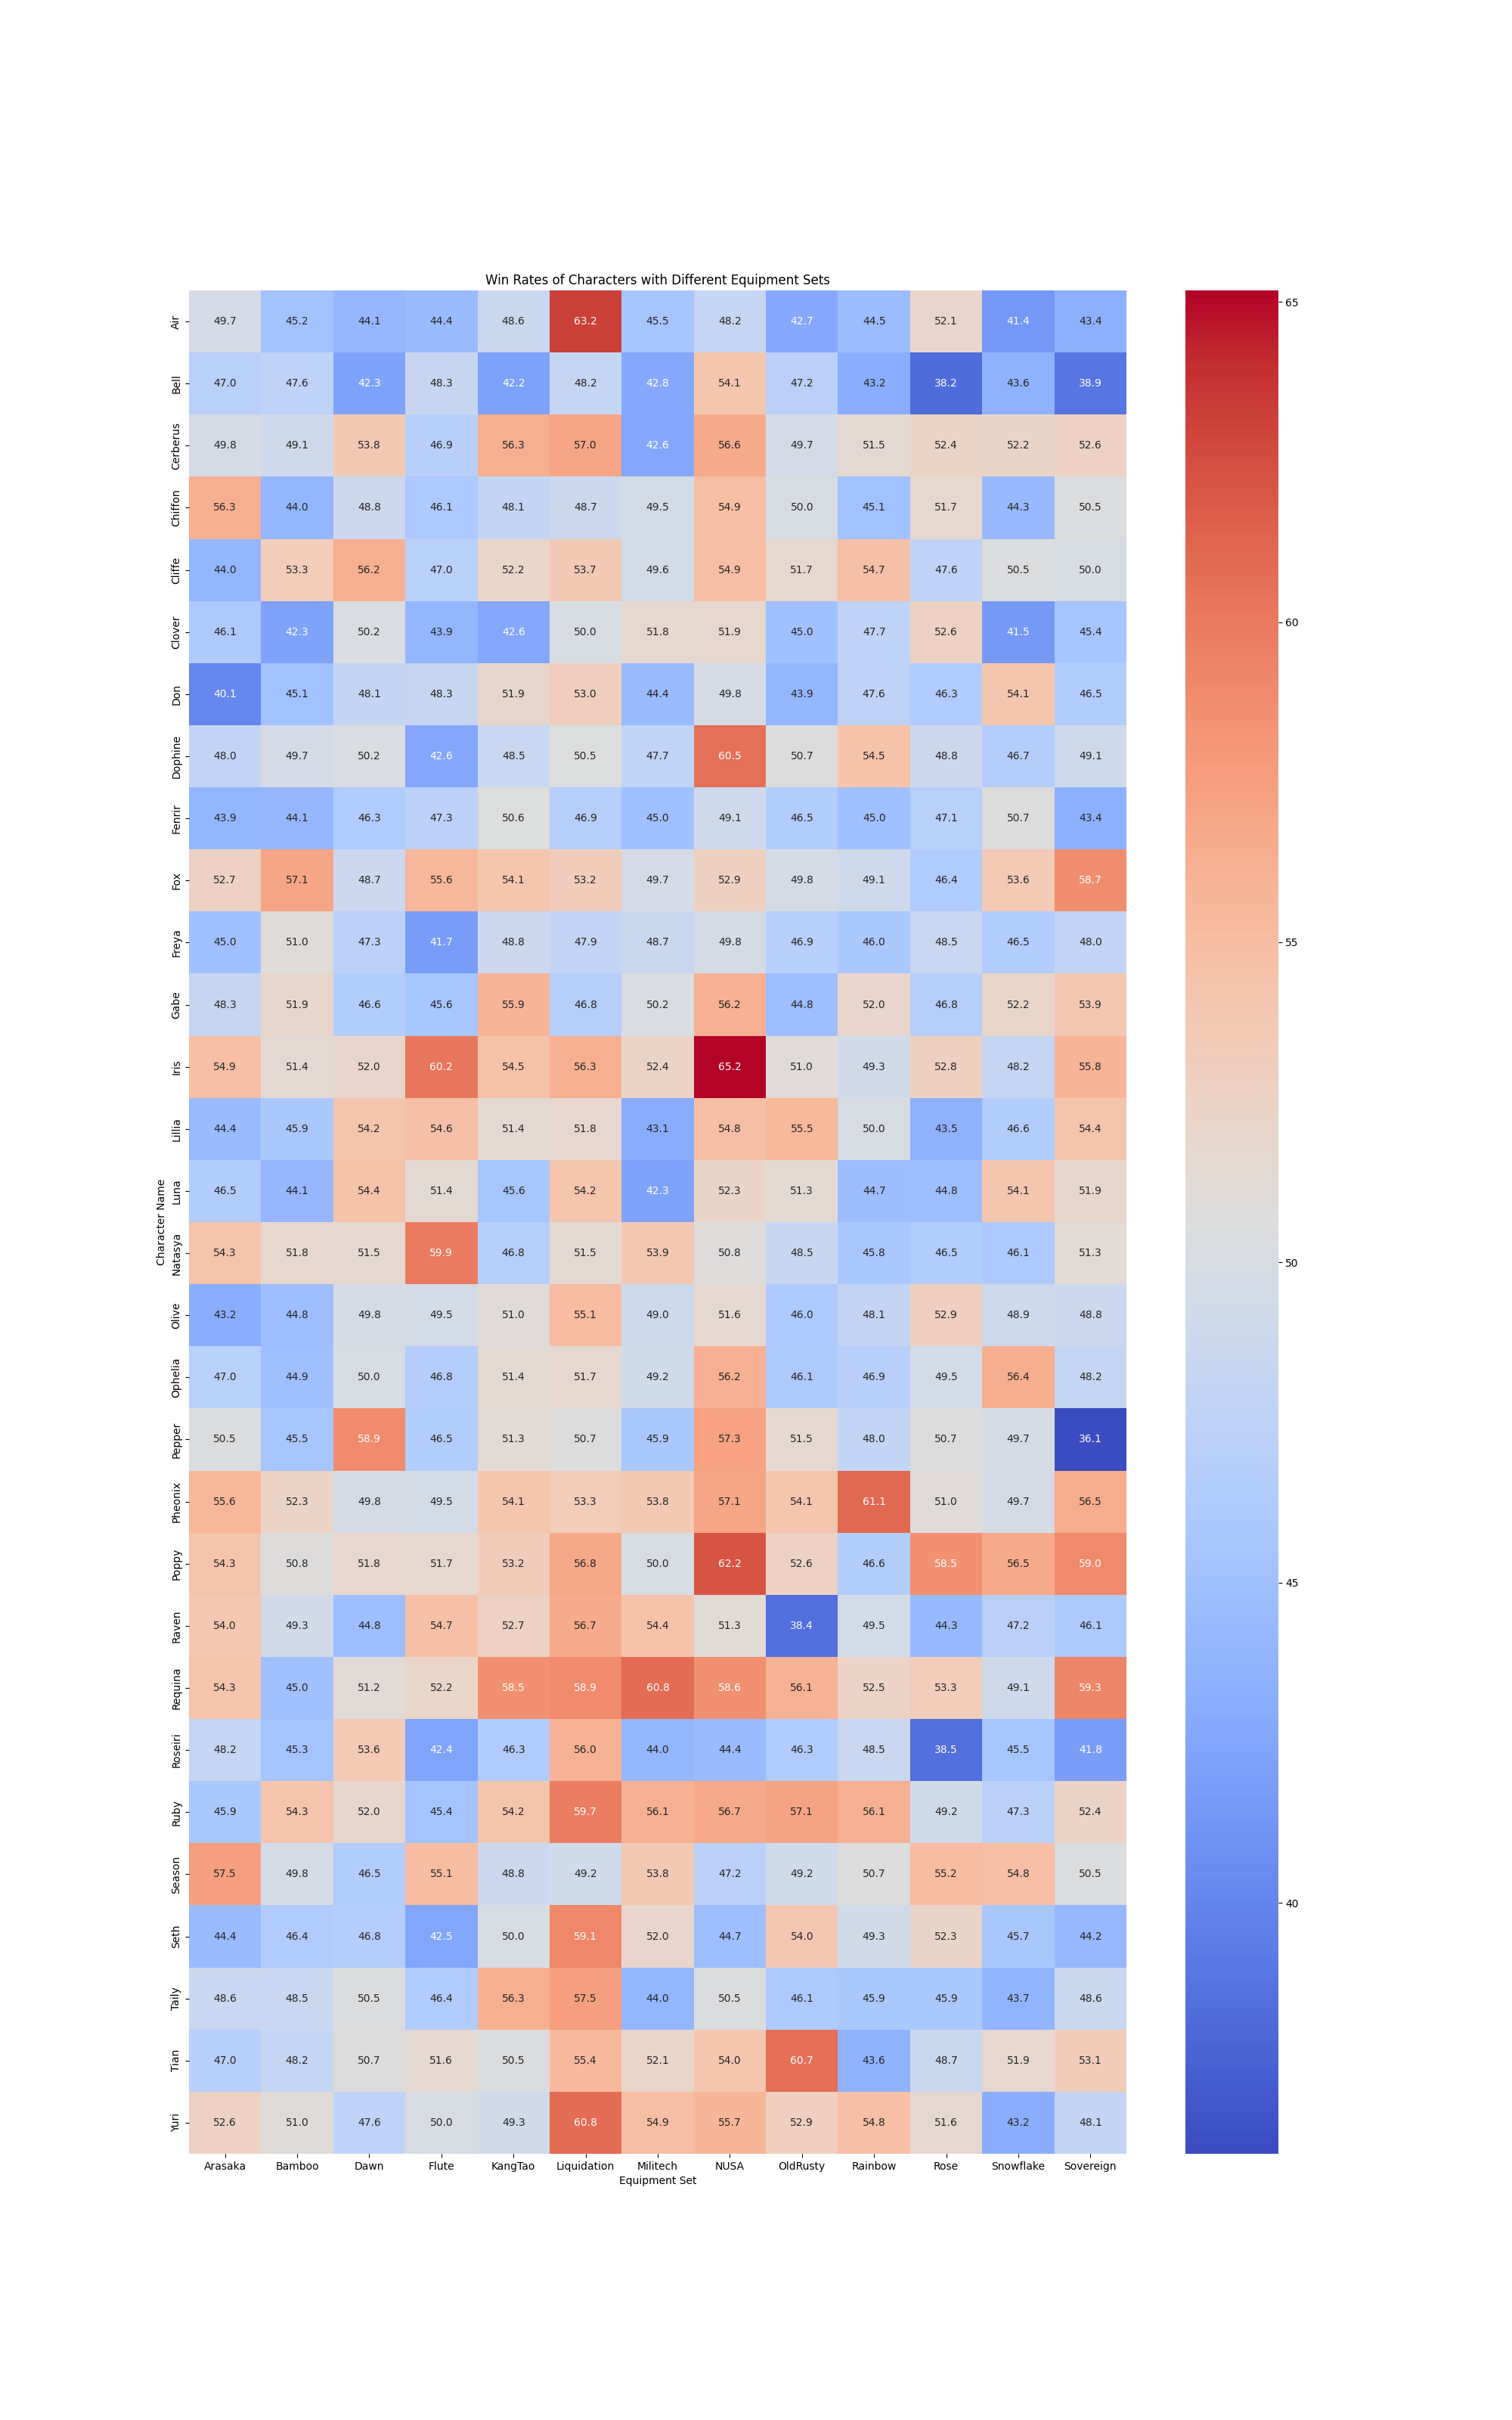 Win Rates of Characters with Different Equipment Sets
Air 49.7 45.2 44.1 44.4 48.6 63.2 45.5 48.2 42.7 44.5 52.1 41.4 43.4
Bell 47.0 47.6 42.3 48.3 42.2 48.2 42.8 54.1 47.2 43.2 38.2 43.6 38.9
Cerberus 49.8 49.1 53.8 46.9 56.3 57.0 42.6 56.6 49.7 51.5 52.4 52.2 52.6
Chiffon 56.3 44.0 48.8 46.1 48.1 48.7 49.5 54.9 50.0 45.1 51.7 44.3 50.5
Cliffe 44.0 53.3 56.2 47.0 52.2 53.7 49.6 54.9 51.7 54.7 47.6 50.5 50.0
Clover 46.1 42.3 50.2 43.9 42.6 50.0 51.8 51.9 45.0 47.7 52.6 41.5 45.4
Don 40.1 45.1 48.1 48.3 51.9 53.0 44.4 49.8 43.9 47.6 46.3 54.1 46.5
Dophine 48.0 49.7 50.2 42.6 48.5 50.5 47.7 60.5 50.7 54.5 48.8 46.7 49.1
Fenrir 43.9 44.1 46.3 47.3 50.6 46.9 45.0 49.1 46.5 45.0 47.1 50.7 43.4
Fox 52.7 57.1 48.7 55.6 54.1 53.2 49.7 52.9 49.8 49.1 46.4 53.6 58.7
Freya 45.0 51.0 47.3 41.7 48.8 47.9 48.7 49.8 46.9 46.0 48.5 46.5 48.0
Gabe 48.3 51.9 46.6 45.6 55.9 46.8 50.2 56.2 44.8 52.0 46.8 52.2 53.9
Iris 54.9 51.4 52.0 60.2 54.5 56.3 52.4 65.2 51.0 49.3 52.8 48.2 55.8
Lillia 44.4 45.9 54.2 54.6 51.4 51.8 43.1 54.8 55.5 50.0 43.5 46.6 54.4
Luna 46.5 44.1 54.4 51.4 45.6 54.2 42.3 52.3 51.3 44.7 44.8 54.1 51.9
Character Name
Natasya 54.3 51.8 51.5 59.9 46.8 51.5 53.9 50.8 48.5 45.8 46.5 46.1 51.3
Olive 43.2 44.8 49.8 49.5 51.0 55.1 49.0 51.6 46.0 48.1 52.9 48.9 48.8
Ophelia 47.0 44.9 50.0 46.8 51.4 51.7 49.2 56.2 46.1 46.9 49.5 56.4 48.2
Pepper 50.5 45.5 58.9 46.5 51.3 50.7 45.9 57.3 51.5 48.0 50.7 49.7 36.1
Pheonix 55.6 52.3 49.8 49.5 54.1 53.3 53.8 57.1 54.1 61.1 51.0 49.7 56.5
Poppy 54.3 50.8 51.8 51.7 53.2 56.8 50.0 62.2 52.6 46.6 58.5 56.5 59.0
Raven 54.0 49.3 44.8 54.7 52.7 56.7 54.4 51.3 38.4 49.5 44.3 47.2 46.1
Requina 54.3 45.0 51.2 52.2 58.5 58.9 60.8 58.6 56.1 52.5 53.3 49.1 59.3
Roseiri 48.2 45.3 53.6 42.4 46.3 56.0 44.0 44.4 46.3 48.5 38.5 45.5 41.8
Ruby 45.9 54.3 52.0 45.4 54.2 59.7 56.1 56.7 57.1 56.1 49.2 47.3 52.4
Season 57.5 49.8 46.5 55.1 48.8 49.2 53.8 47.2 49.2 50.7 55.2 54.8 50.5
Seth 44.4 46.4 46.8 42.5 50.0 59.1 52.0 44.7 54.0 49.3 52.3 45.7 44.2
Taily 48.6 48.5 50.5 46.4 56.3 57.5 44.0 50.5 46.1 45.9 45.9 43.7 48.6
Tian 47.0 48.2 50.7 51.6 50.5 55.4 52.1 54.0 60.7 43.6 48.7 51.9 53.1
Yuri 52.6 51.0 47.6 50.0 49.3 60.8 54.9 55.7 52.9 54.8 51.6 43.2 48.1
Arasaka Bamboo Dawn Flute KangTao Liquidation Militech NUSA OldRusty Rainbow Rose Snowflake Sovereign
Equipment Set
65
60
55
50
45
40